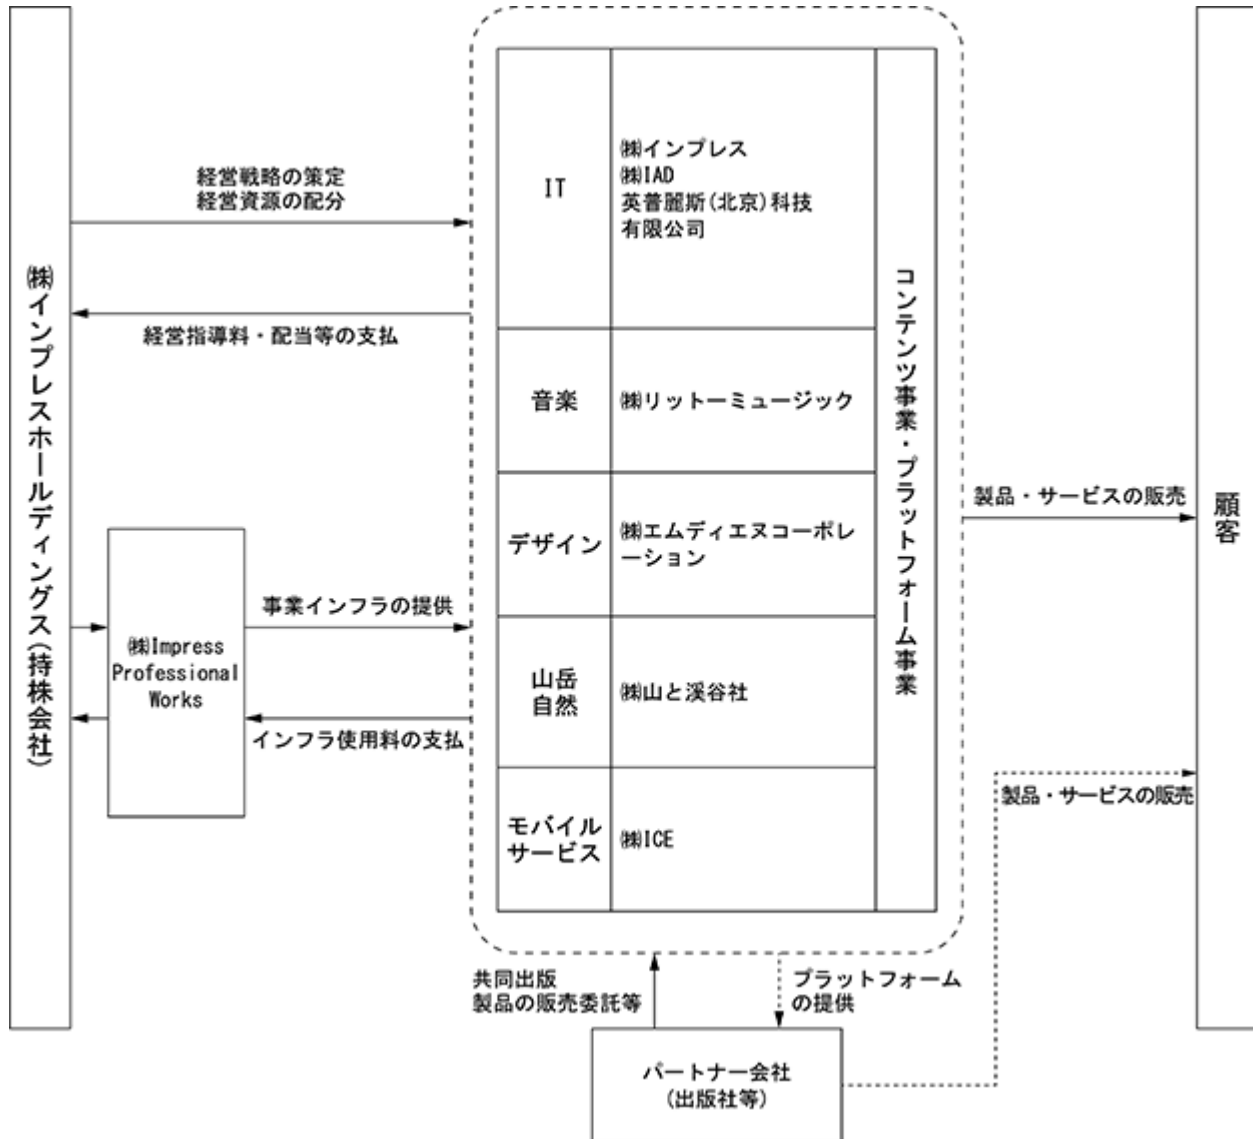 ㈱インプレスホールディングス(持株会社)
経営戦略の策定
経営資源の配分
経営指導料・配当等の支払
㈱Impress
Professional
Works
事業インフラの提供
インフラ使用料の支払
IT
㈱インプレス
㈱IAD
英普麗斯(北京)科技
有限公司
音楽
㈱リットーミュージック
デザイン
㈱エムディエヌコーポレ
ーション
山岳
自然
㈱山と溪谷社
モバイル
サービス
㈱ICE
コンテンツ事業・プラットフォーム事業
製品・サービスの販売
顧客
製品・サービスの販売
共同出版
製品の販売委託等
プラットフォーム
の提供
パートナー会社
(出版社等)